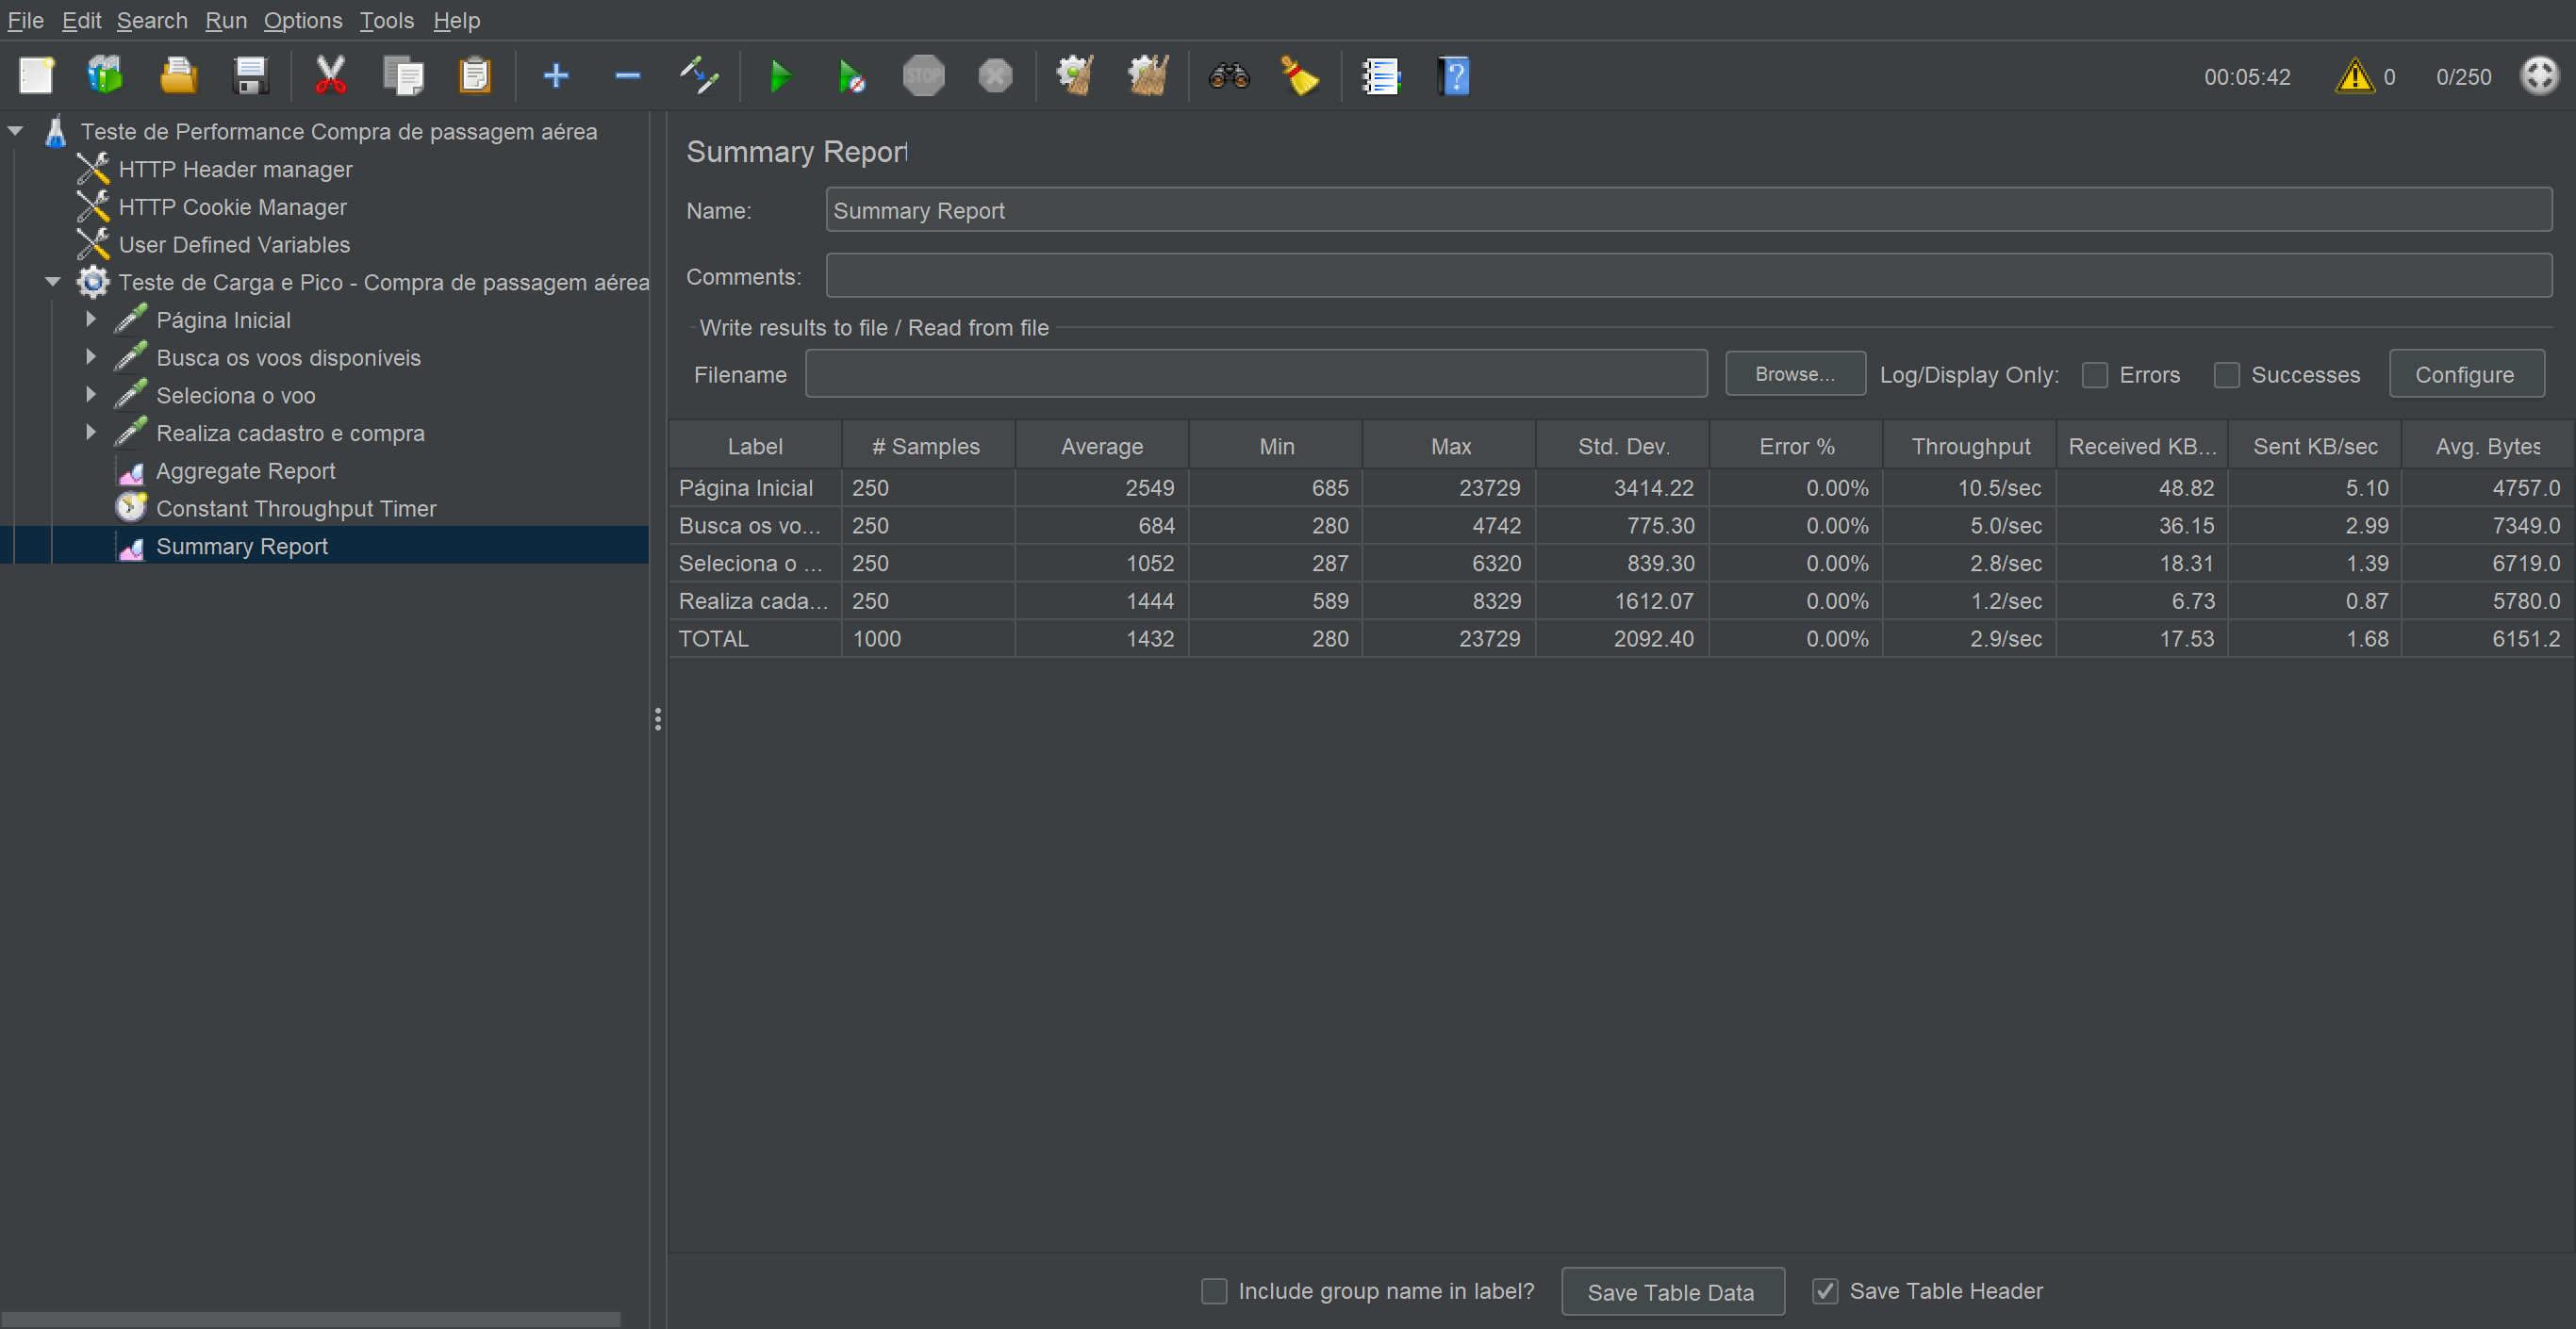 File Edit Search Run Options Tools Help
STOP
00:05:42 0 0/250
Teste de Performance Compra de passagem aérea
HTTP Header manager
HTTP Cookie Manager
User Defined Variables
Teste de Carga e Pico - Compra de passagem aérea
Página Inicial
Busca os voos disponíveis
Seleciona o voo
Realiza cadastro e compra
Aggregate Report
Constant Throughput Timer
Summary Report
Summary Report
Name: Summary Report
Comments:
Write results to file / Read from file
Filename Browse... Log/Display Only: Errors Successes Configure
Label # Samples Average Min Max Std. Dev. Error % Throughput Received KB... Sent KB/sec Avg. Bytes
Página Inicial 250 2549 685 23729 3414.22 0.00% 10.5/sec 48.82 5.10 4757.0
Busca os vo... 250 684 280 4742 775.30 0.00% 5.0/sec 36.15 2.99 7349.0
Seleciona o ... 250 1052 287 6320 839.30 0.00% 2.8/sec 18.31 1.39 6719.0
Realiza cada... 250 1444 589 8329 1612.07 0.00% 1.2/sec 6.73 0.87 5780.0
TOTAL 1000 1432 280 23729 2092.40 0.00% 2.9/sec 17.53 1.68 6151.2
Include group name in label? Save Table Data Save Table Header